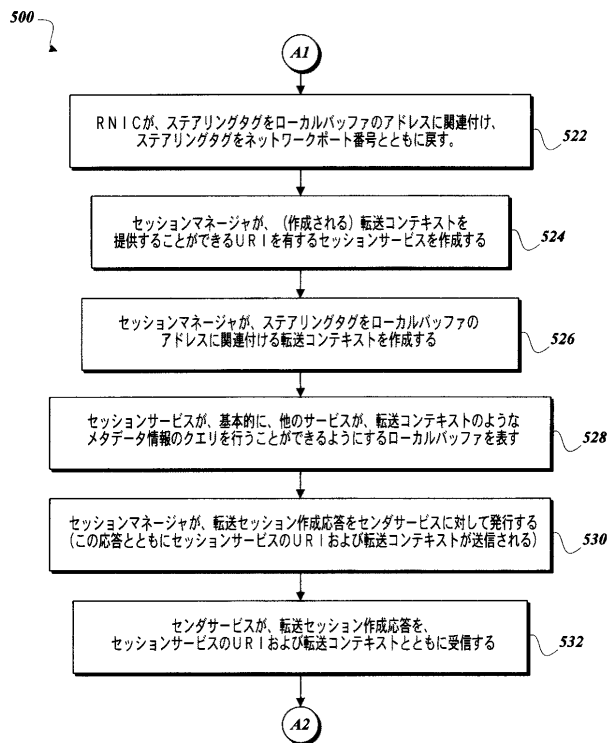 500
A1
RNICが、ステアリングタグをローカルバッファのアドレスに関連付け、
ステアリングタグをネットワークポート番号とともに戻す。
522
セッションマネージャが、(作成される)転送コンテキストを
提供することができるURIを有するセッションサービスを作成する
524
セッションマネージャが、ステアリングタグをローカルバッファの
アドレスに関連付ける転送コンテキストを作成する
526
セッションサービスが、基本的に、他のサービスが、転送コンテキストのような
メタデータ情報のクエリを行うことができるようにするローカルバッファを表す
528
セッションマネージャが、転送セッション作成応答をセンダサービスに対して発行する
(この応答とともにセッションサービスのURIおよび転送コンテキストが送信される)
530
センダサービスが、転送セッション作成応答を、
セッションサービスのURIおよび転送コンテキストとともに受信する
532
A2